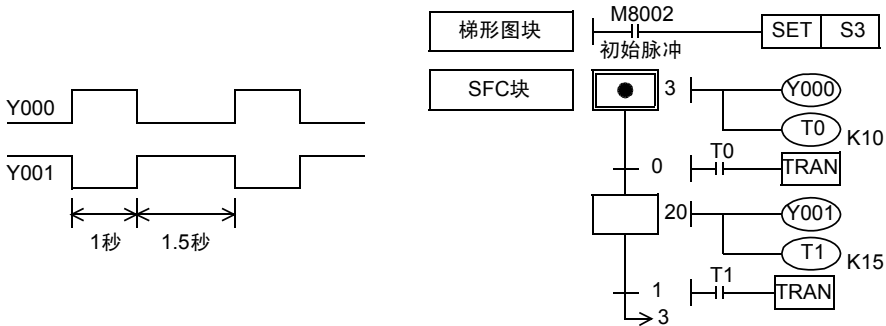 Y000
Y001
1秒 1.5秒
梯形图块 M8002 SET S3
初始脉冲
SFC块 3 Y000
T0 K10
0 T0 TRAN
20 Y001
T1 K15
1 T1 TRAN
3